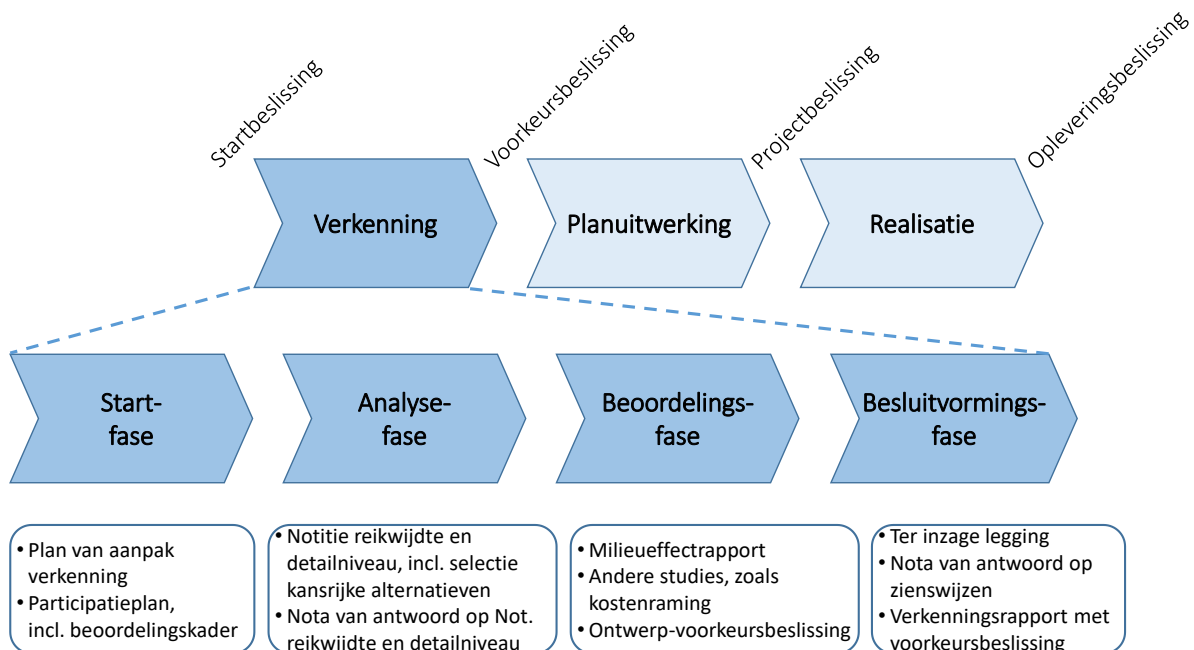 Startbeslissing
Voorkeursbeslissing
Projectbeslissing
Opleveringsbeslissing
Verkenning
Planuitwerking
Realisatie
Start-
fase
Analyse-
fase
Beoordelings-
fase
Besluitvormings-
fase
• Plan van aanpak
verkenning
• Participatieplan,
incl. beoordelingskader
• Notitie reikwijdte en
detailniveau, incl. selectie
kansrijke alternatieven
• Nota van antwoord op Not.
reikwijdte en detailniveau
• Milieueffectrapport
• Andere studies, zoals
kostenraming
• Ontwerp-voorkeursbeslissing
• Ter inzage legging
• Nota van antwoord op
zienswijzen
• Verkenningsrapport met
voorkeursbeslissing